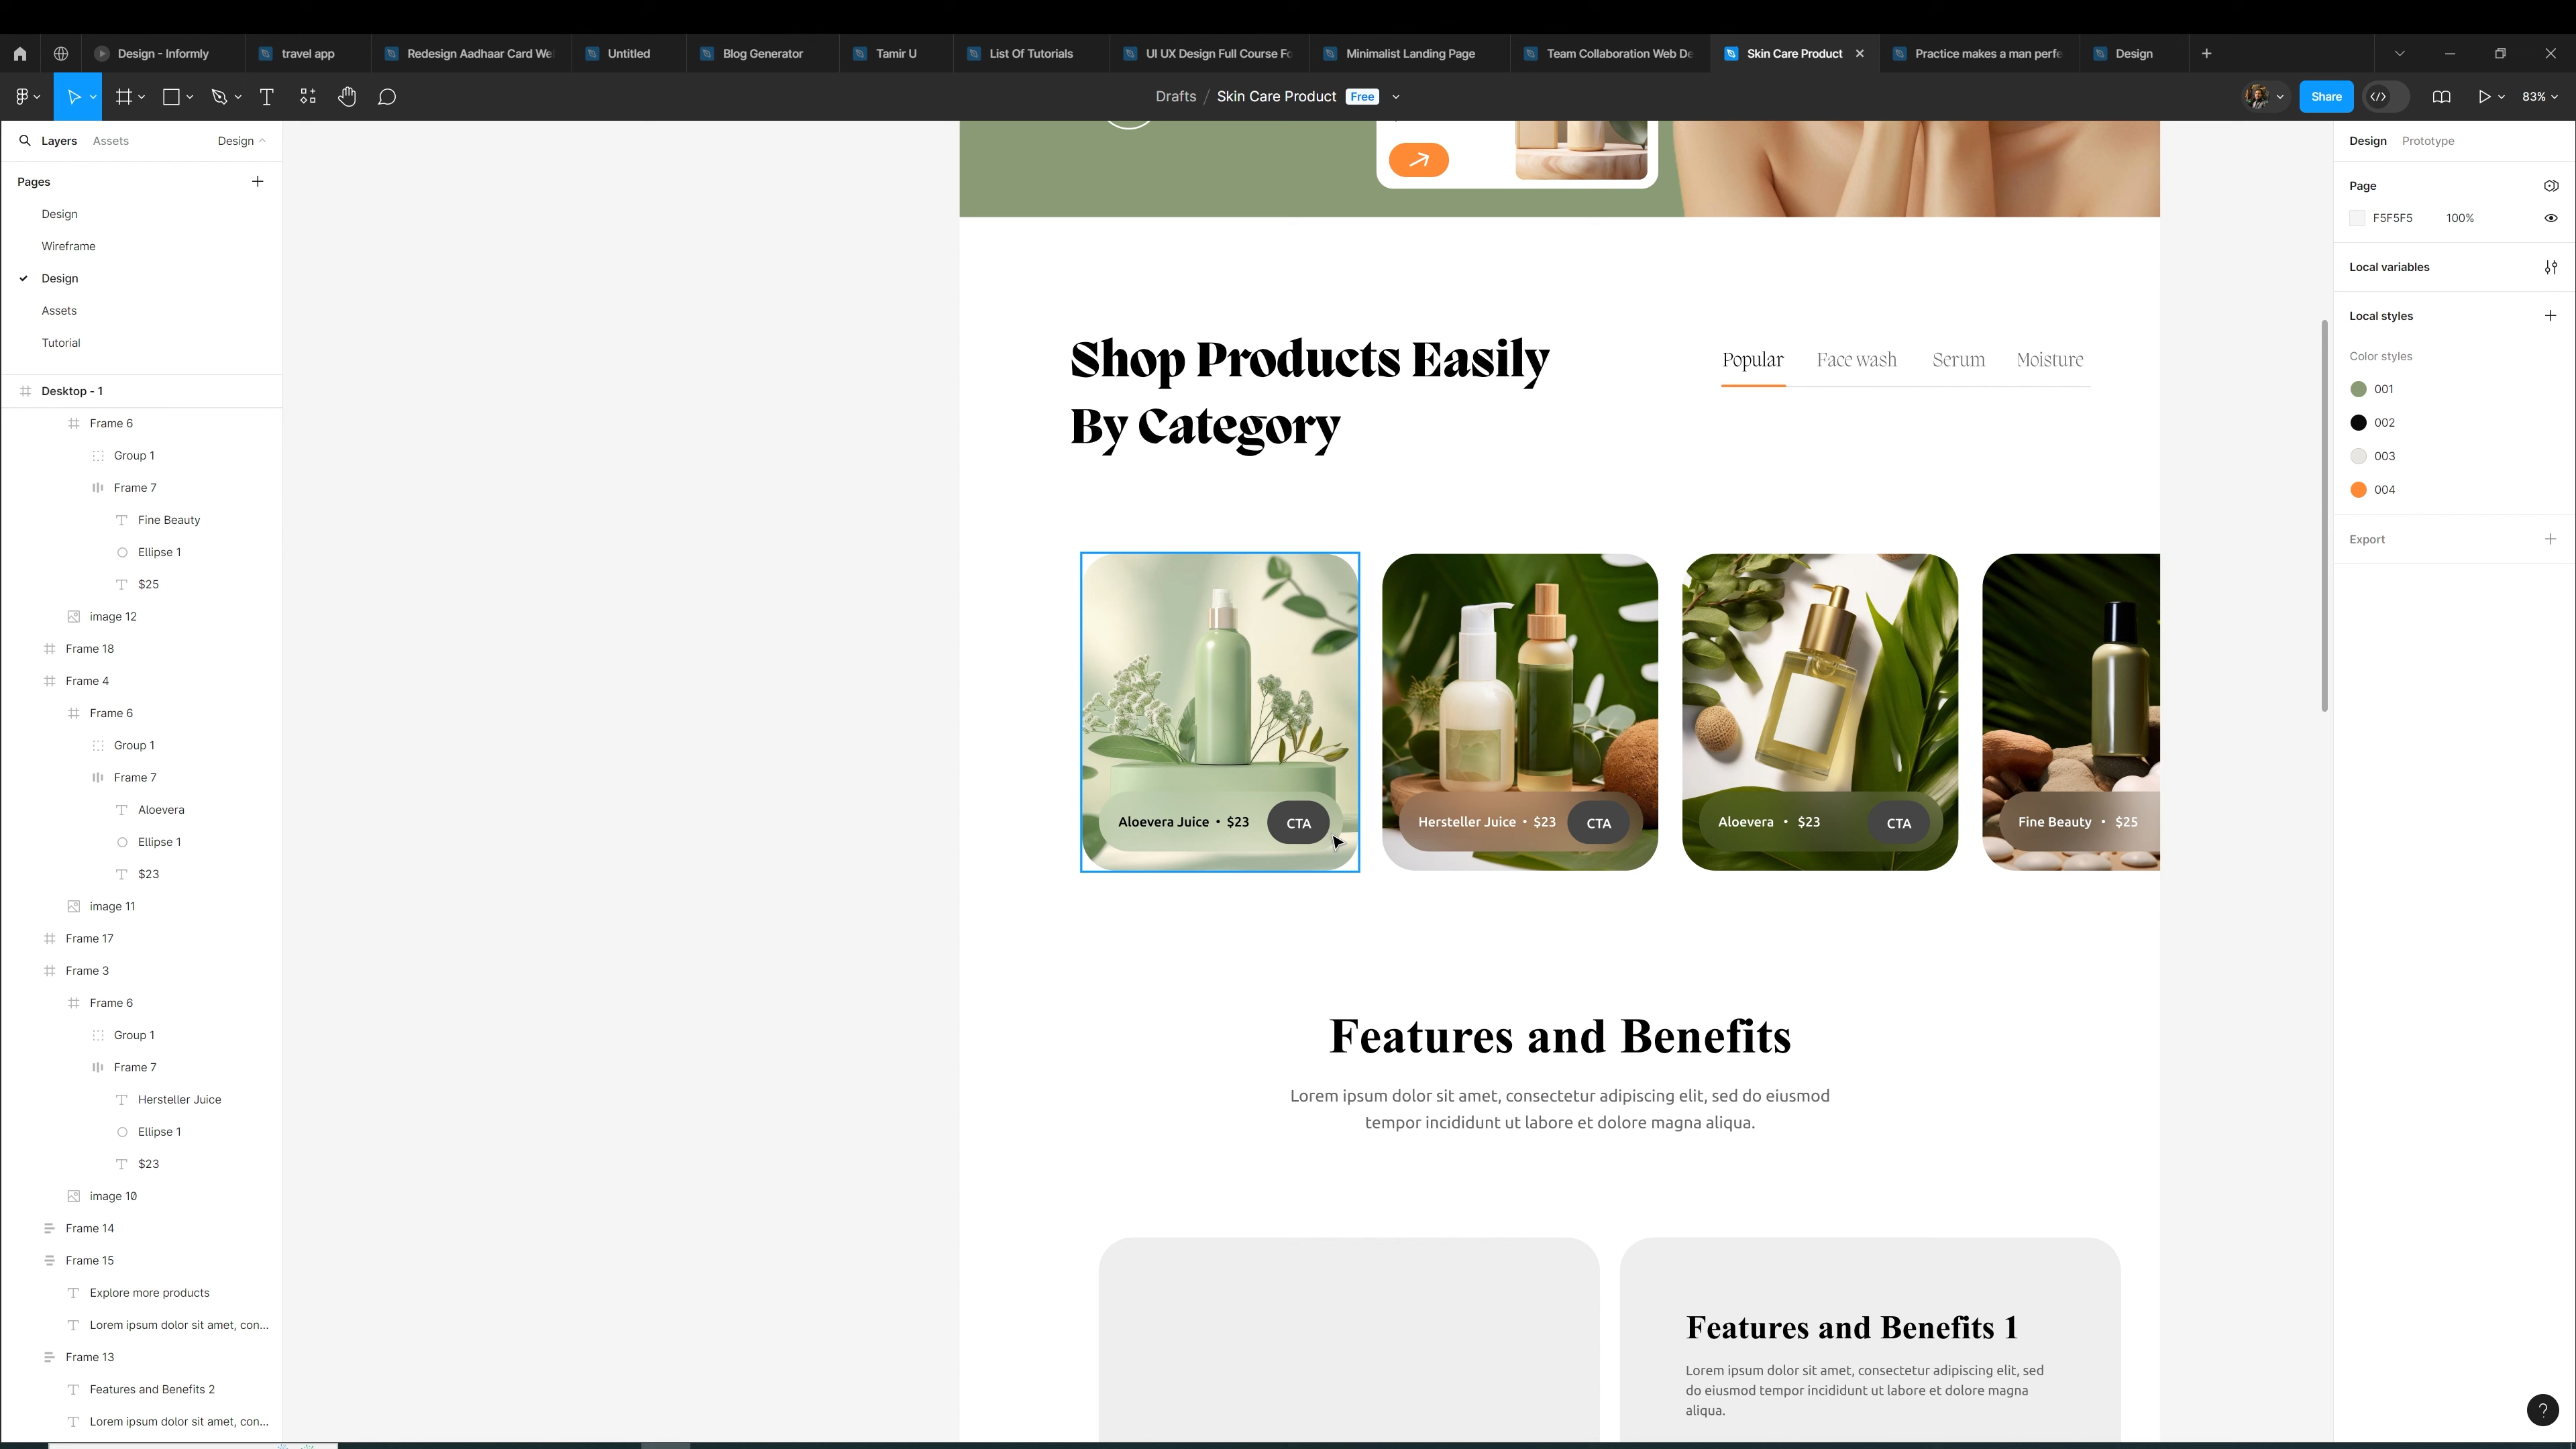 Design - Informly
travel app
Redesign Aadhaar Card We
Untitled
Blog Generator
Tamir U
List Of Tutorials
UI UX Design Full Course Fo
Minimalist Landing Page
Team Collaboration Web De
Skin Care Product
Practice makes a man perfe
Design
Drafts / Skin Care Product Free
Share
83%
Layers Assets Design
Pages
Design
Wireframe
Design
Assets
Tutorial
Desktop - 1
Frame 6
Group 1
Frame 7
Fine Beauty
Ellipse 1
$25
image 12
Frame 18
Frame 4
Frame 6
Group 1
Frame 7
Aloevera
Ellipse 1
$23
image 11
Frame 17
Frame 3
Frame 6
Group 1
Frame 7
Hersteller Juice
Ellipse 1
$23
image 10
Frame 14
Frame 15
Explore more products
Lorem ipsum dolor sit amet, con...
Frame 13
Features and Benefits 2
Lorem ipsum dolor sit amet, con...
Shop Products Easily
By Category
Popular Face wash Serum Moisture
Aloevera Juice • $23 CTA
Hersteller Juice • $23 CTA
Aloevera • $23 CTA
Fine Beauty • $25
Features and Benefits
Lorem ipsum dolor sit amet, consectetur adipiscing elit, sed do eiusmod
tempor incididunt ut labore et dolore magna aliqua.
Features and Benefits 1
Lorem ipsum dolor sit amet, consectetur adipiscing elit, sed
do eiusmod tempor incididunt ut labore et dolore magna
aliqua.
Design Prototype
Page
F5F5F5 100%
Local variables
Local styles
Color styles
001
002
003
004
Export
?